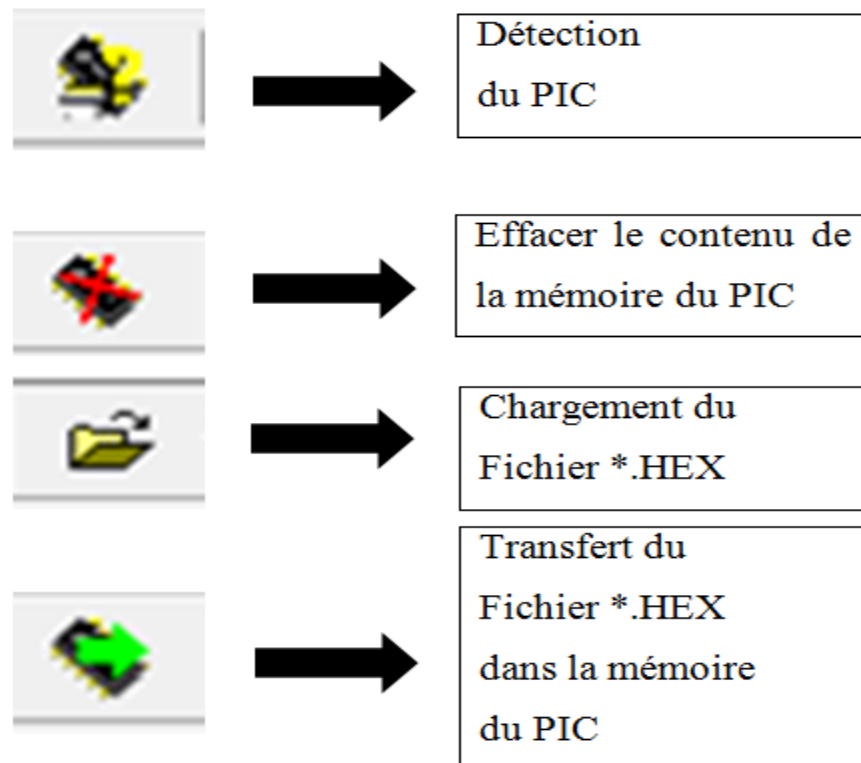 Détection
du PIC
Effacer le contenu de
la mémoire du PIC
Chargement du
Fichier *.HEX
Transfert du
Fichier *.HEX
dans la mémoire
du PIC